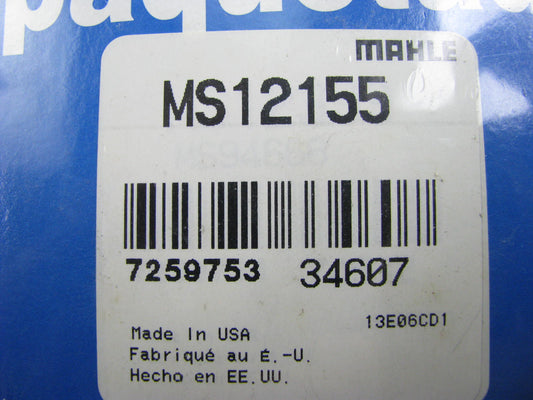 MAHLE
MS12155
7259753 34607
13E06CD1
Made In USA
Fabriqué au É.-U.
Hecho en EE.UU.